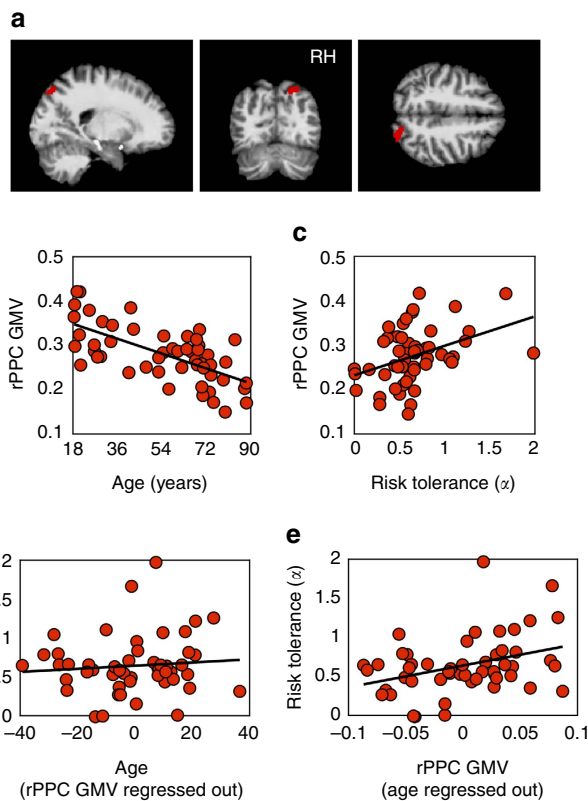 a
RH
c
0.5
0.4
0.3
0.2
0.1
rPPC GMV
18 36 54 72 90
Age (years)
0.5
0.4
0.3
0.2
0.1
rPPC GMV
0 0.5 1 1.5 2
Risk tolerance (α)
2
.5
1
.5
0
−40 −20 0 20 40
Age
(rPPC GMV regressed out)
e
2
1.5
1
0.5
0
Risk tolerance (α)
−0.1 −0.05 0 0.05 0.1
rPPC GMV
(age regressed out)